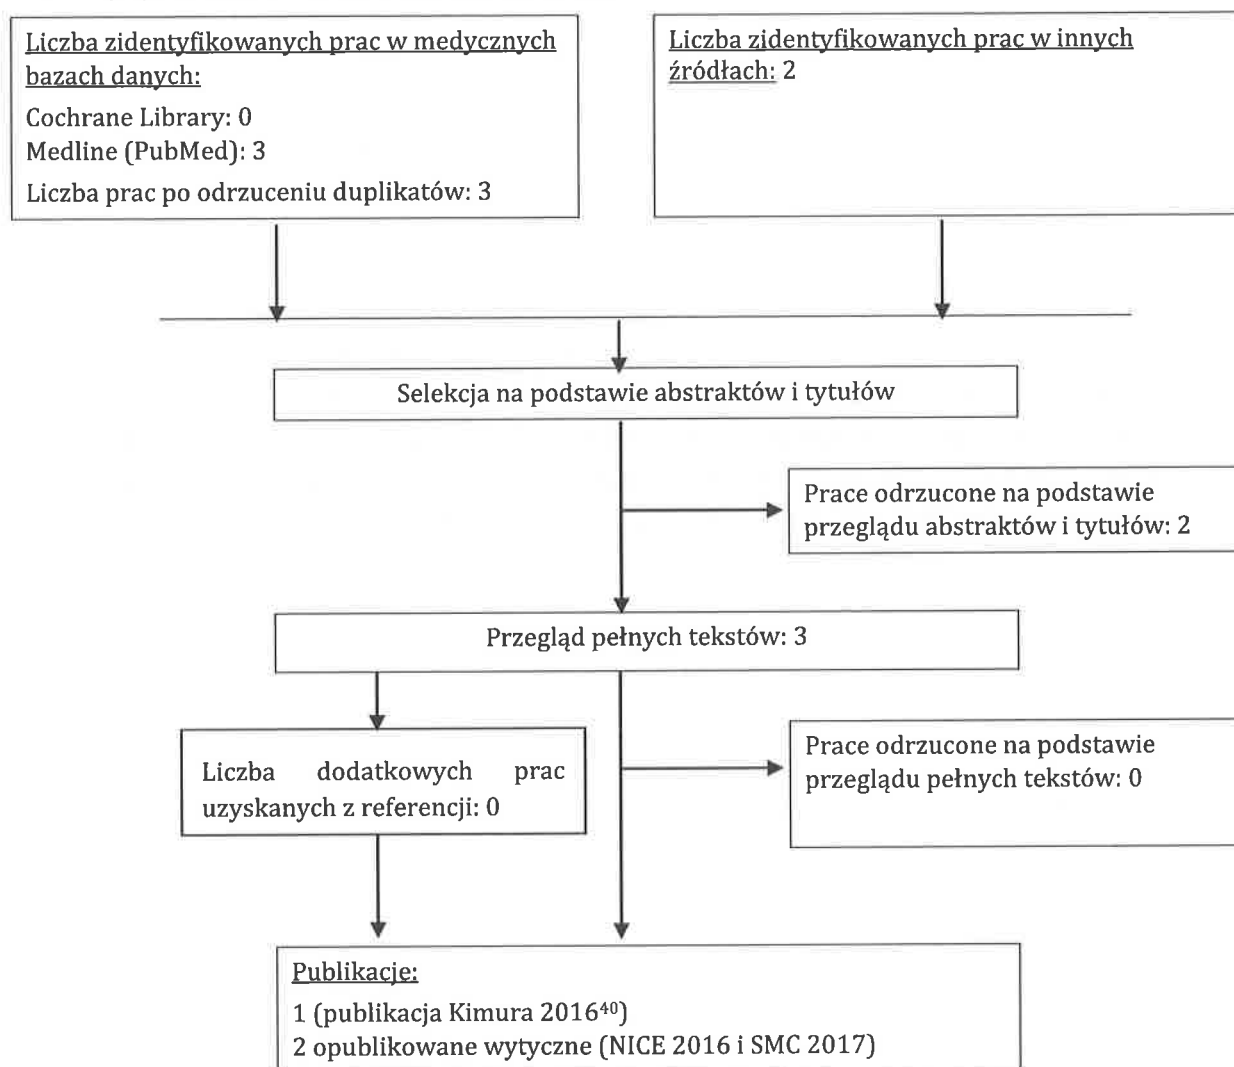 Liczba zidentyfikowanych prac w medycznych
bazach danych:
Cochrane Library: 0
Medline (PubMed): 3
Liczba prac po odrzuceniu duplikatów: 3
Liczba zidentyfikowanych prac w innych
źródłach: 2
Selekcja na podstawie abstraktów i tytułów
Prace odrzucone na podstawie
przeglądu abstraktów i tytułów: 2
Przegląd pełnych tekstów: 3
Liczba dodatkowych prac
uzyskanych z referencji: 0
Prace odrzucone na podstawie
przeglądu pełnych tekstów: 0
Publikacje:
1 (publikacja Kimura 2016⁴⁰)
2 opublikowane wytyczne (NICE 2016 i SMC 2017)